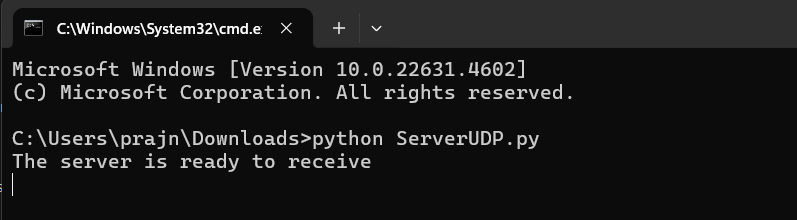 C:\Windows\System32\cmd.e
Microsoft Windows [Version 10.0.22631.4602]
(c) Microsoft Corporation. All rights reserved.
C:\Users\prajn\Downloads>python ServerUDP.py
The server is ready to receive